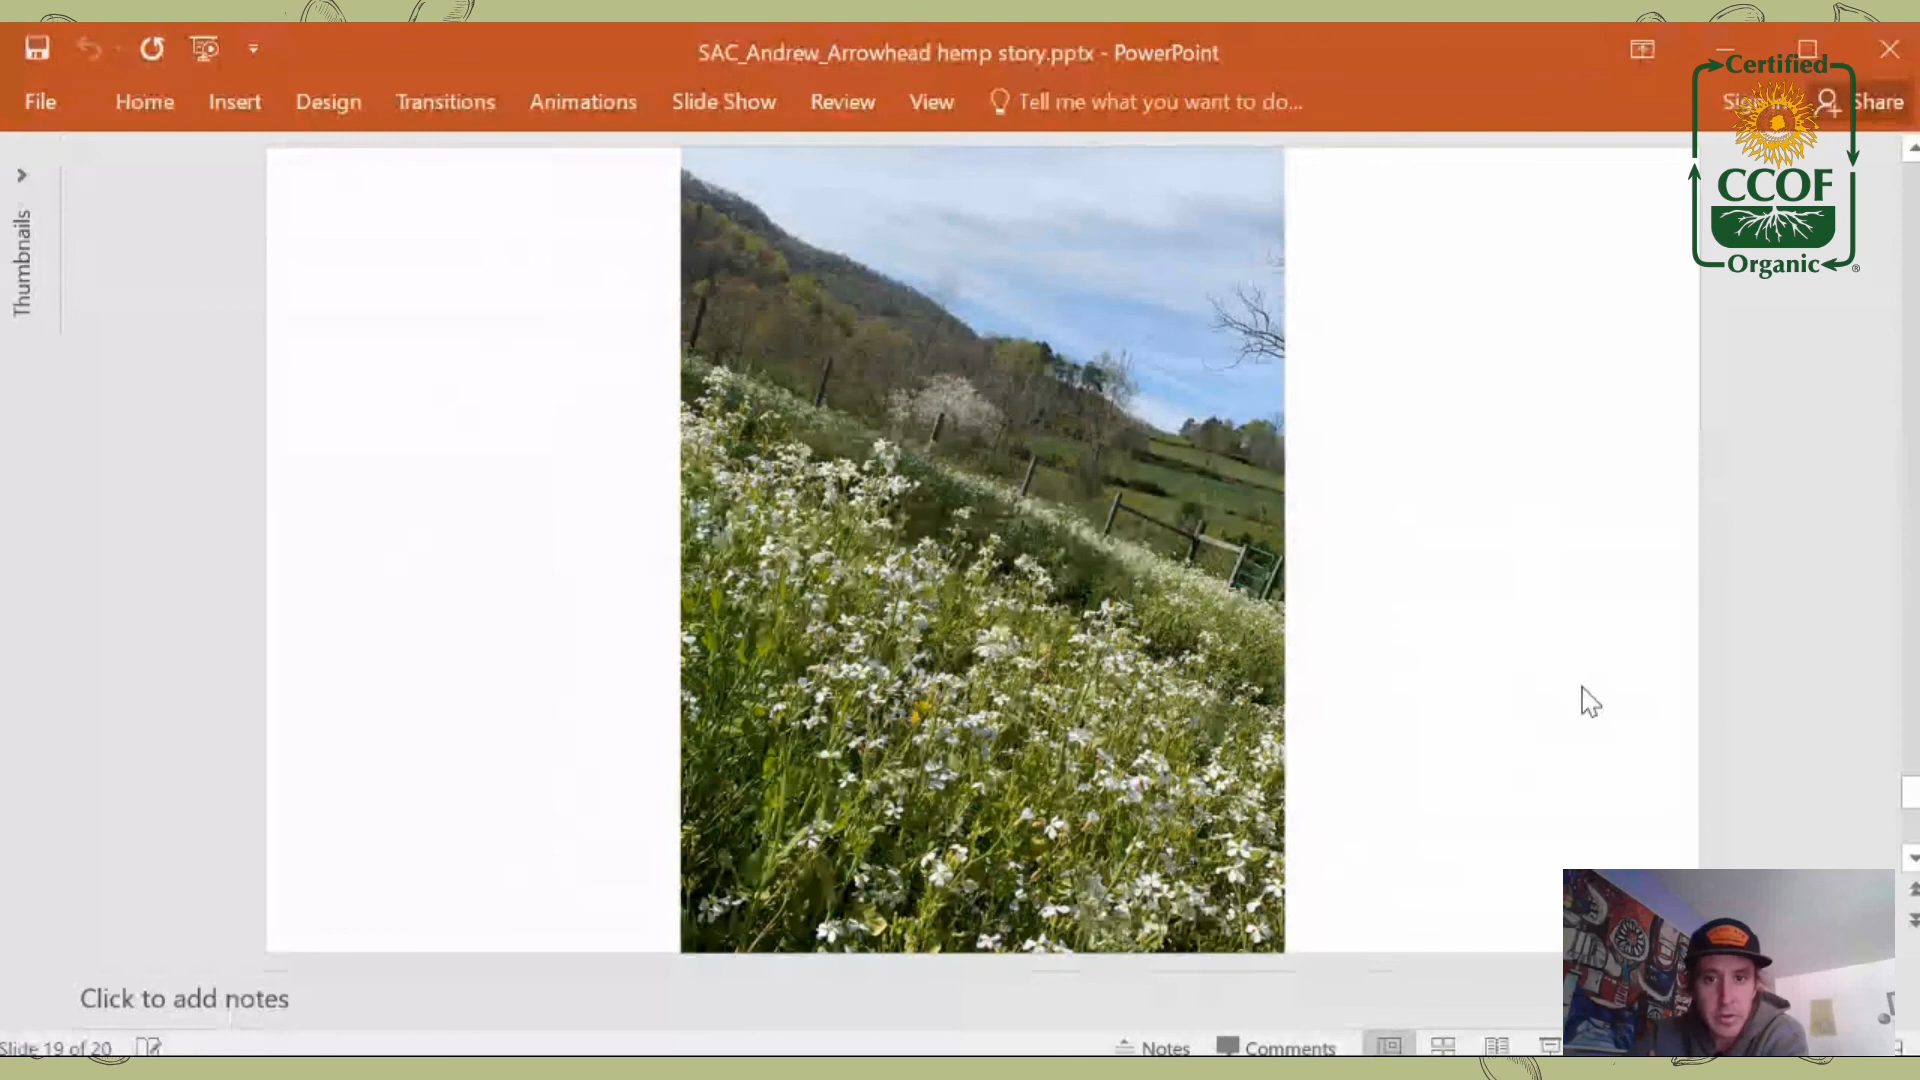 SAC_Andrew_Arrowhead hemp story.pptx - PowerPoint
File Home Insert Design Transitions Animations Slide Show Review View Tell me what you want to do... Share
Certified
CCOF
Organic
®
Thumbnails
Click to add notes
Slide 19 of 20 Notes Comments